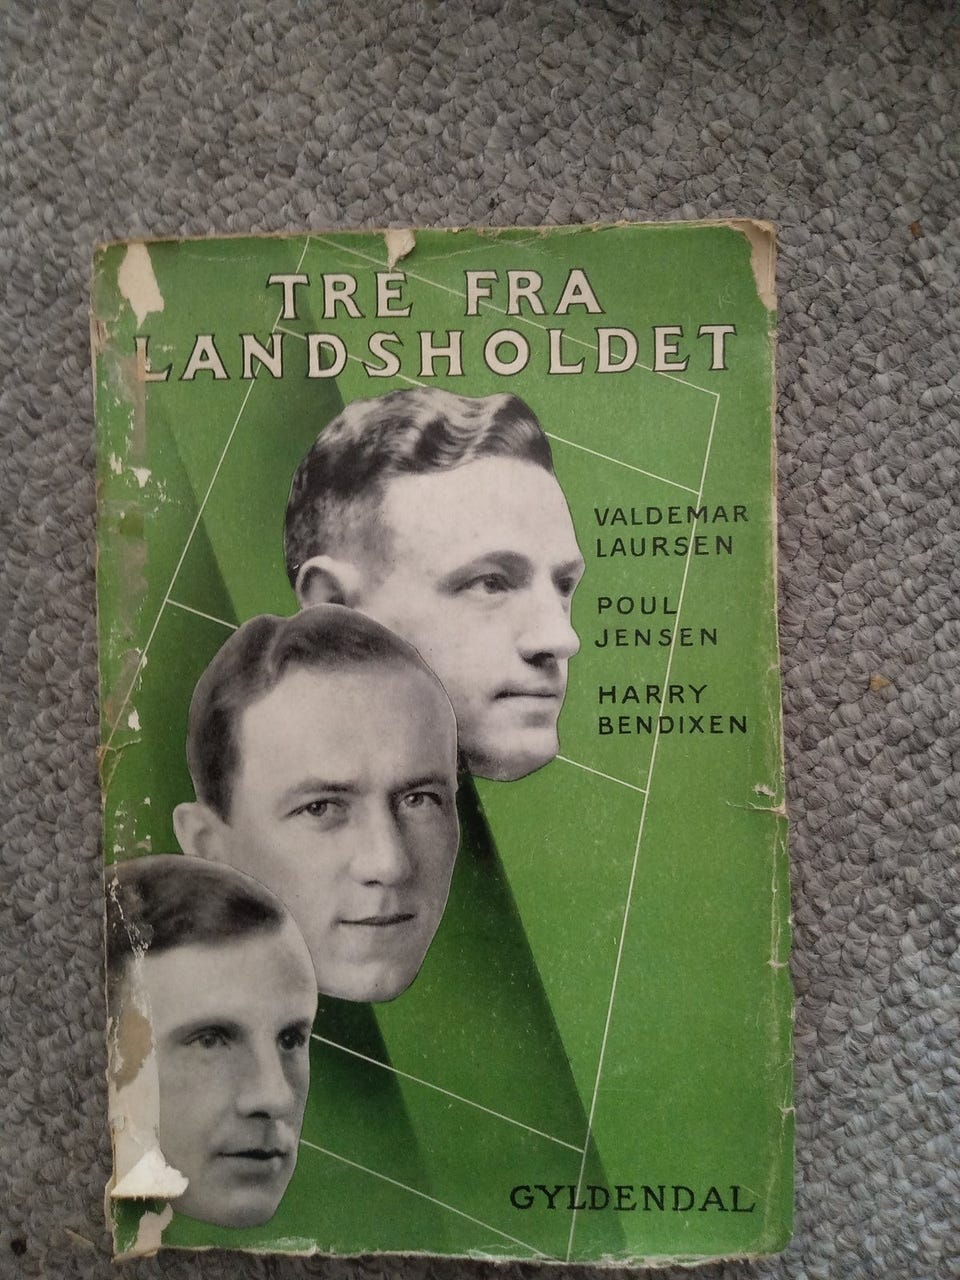 TRE FRA
LANDSHOLDET
VALDEMAR
LAURSEN
POUL
JENSEN
HARRY
BENDIXEN
GYLDENDAL